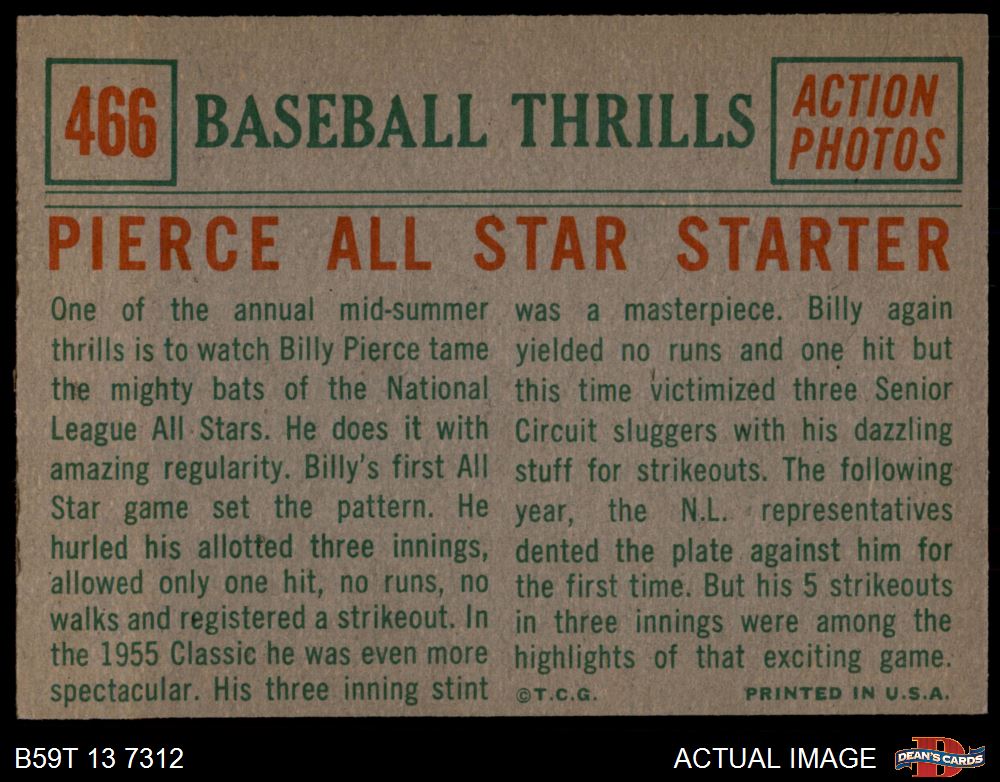 466
BASEBALL THRILLS
ACTION
PHOTOS
PIERCE ALL STAR STARTER
One of the annual mid-summer
thrills is to watch Billy Pierce tame
the mighty bats of the National
League All Stars. He does it with
amazing regularity. Billy's first All
Star game set the pattern. He
hurled his allotted three innings,
allowed only one hit, no runs, no
walks and registered a strikeout. In
the 1955 Classic he was even more
spectacular. His three inning stint
was a masterpiece. Billy again
yielded no runs and one hit but
this time victimized three Senior
Circuit sluggers with his dazzling
stuff for strikeouts. The following
year, the N.L. representatives
dented the plate against him for
the first time. But his 5 strikeouts
in three innings were among the
highlights of that exciting game.
©T.C.G. PRINTED IN U.S.A.
B59T 13 7312
ACTUAL IMAGE
D
DEAN'S CARDS